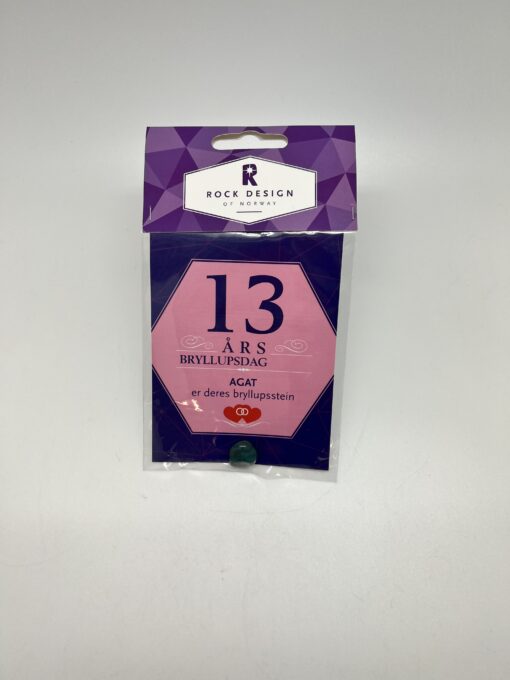 R
ROCK DESIGN
OF NORWAY
13
ÅRS
BRYLLUPSDAG
AGAT
er deres bryllupsstein